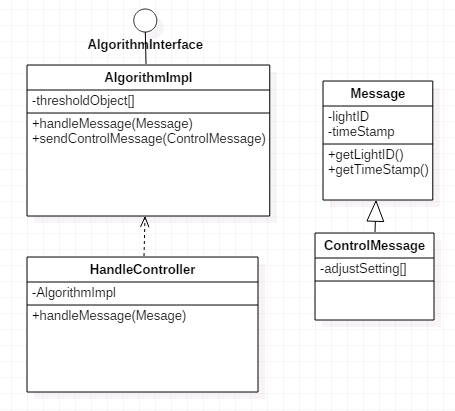 AlgorithmInterface
AlgorithmImpl
-thresholdObject[]
+handleMessage(Message)
+sendControlMessage(ControlMessage)
Message
-lightID
-timeStamp
+getLightID()
+getTimeStamp()
HandleController
-AlgorithmImpl
+handleMessage(Mesage)
ControlMessage
-adjustSetting[]